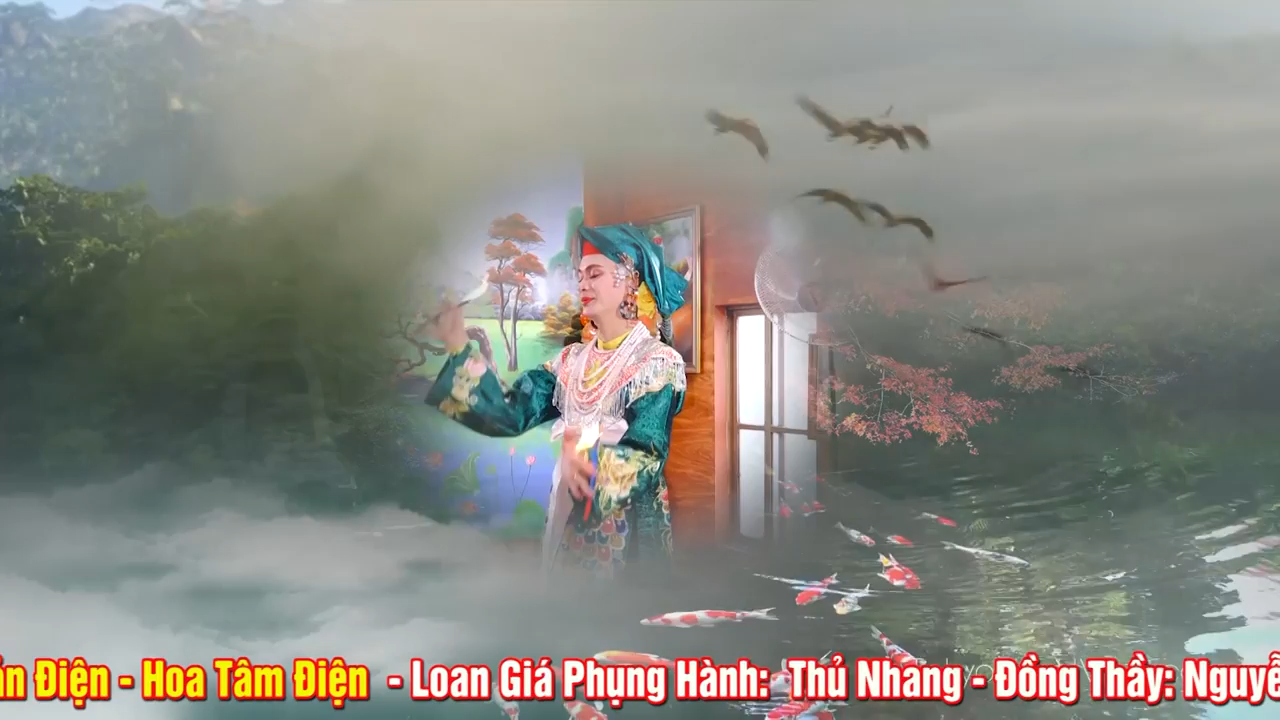 Điện - Hoa Tâm Điện - Loan Giá Phụng Hành: Thủ Nhang - Đồng Thầy: